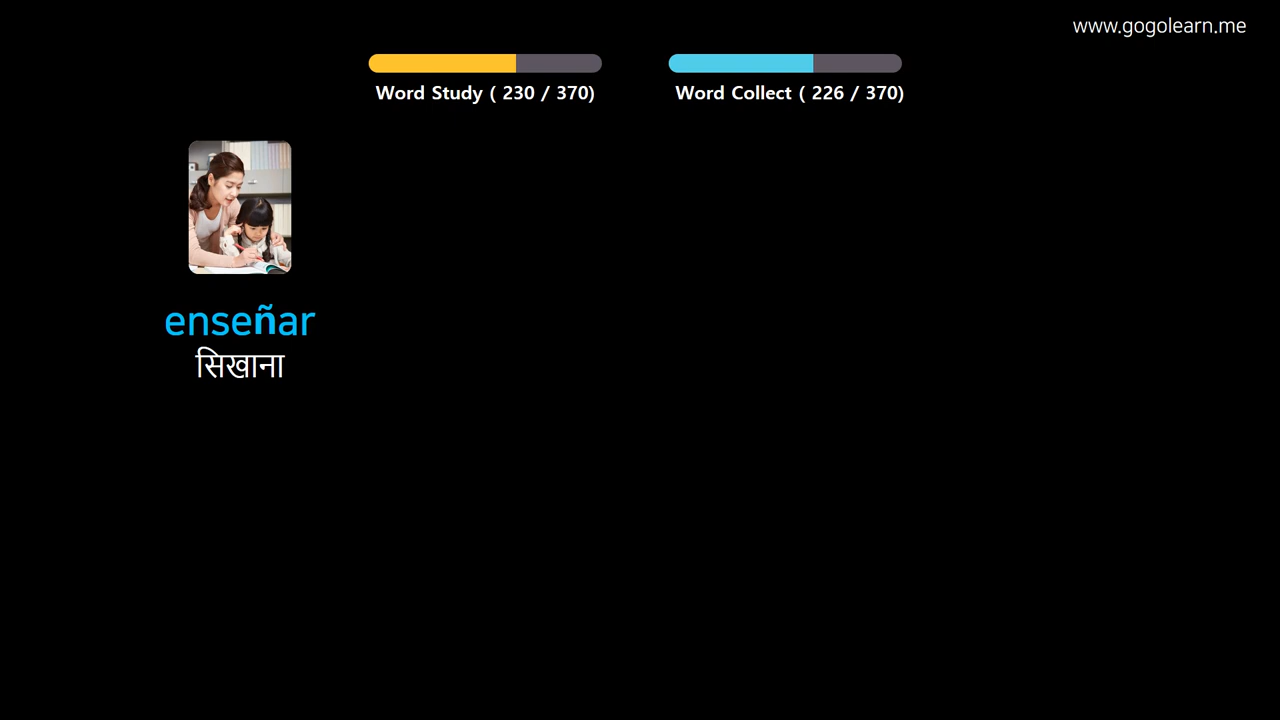 www.gogolearn.me
Word Study ( 230 / 370)
Word Collect ( 226 / 370)
enseñar
सिखाना